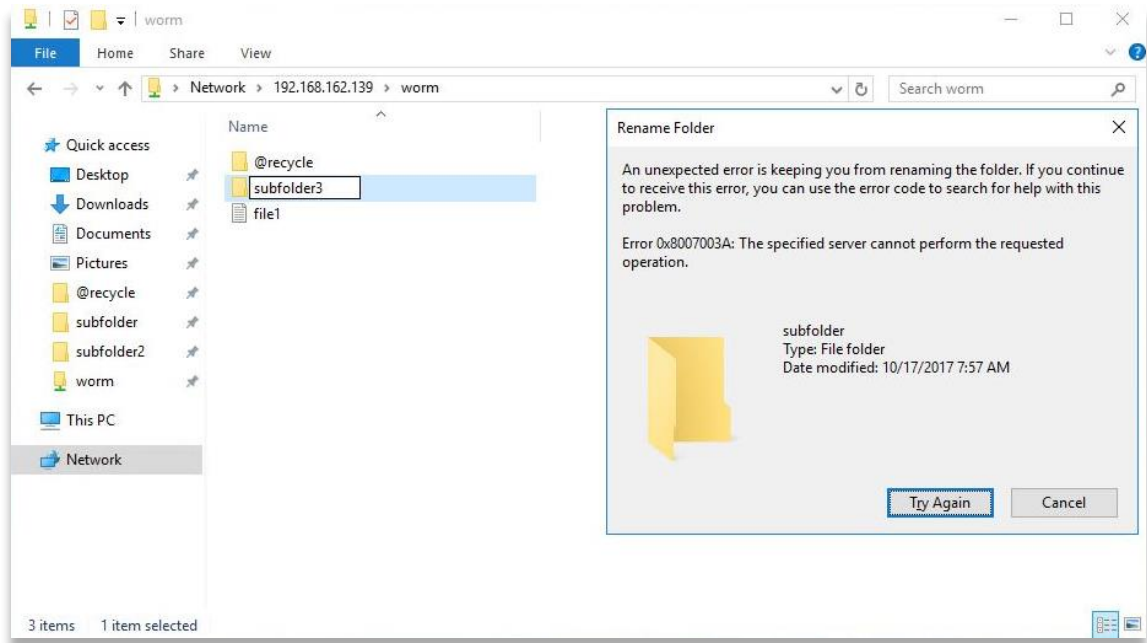 worm
File Home Share View
Network > 192.168.162.139 > worm
Search worm
Quick access
Desktop
Downloads
Documents
Pictures
@recycle
subfolder
subfolder2
worm
This PC
Network
Name
@recycle
subfolder3
file1
Rename Folder
An unexpected error is keeping you from renaming the folder. If you continue
to receive this error, you can use the error code to search for help with this
problem.
Error 0x8007003A: The specified server cannot perform the requested
operation.
subfolder
Type: File folder
Date modified: 10/17/2017 7:57 AM
Try Again
Cancel
3 items 1 item selected